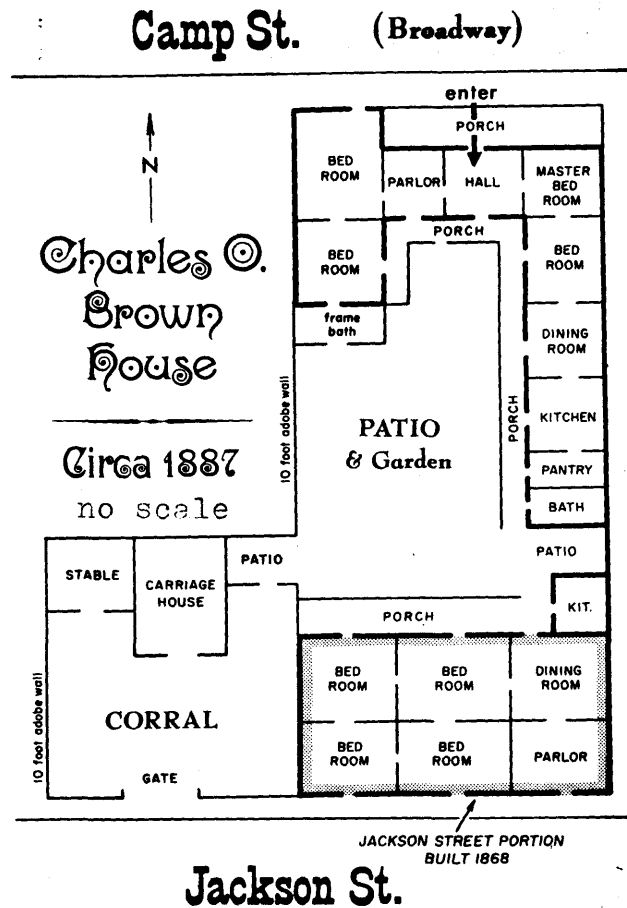 Camp St. (Broadway)
enter
PORCH
N
BED
ROOM
PARLOR
HALL
MASTER
BED
ROOM
Charles O.
Brown
House
BED
ROOM
PORCH
BED
ROOM
frame
bath
DINING
ROOM
10 foot adobe wall
PATIO
& Garden
PORCH
KITCHEN
Circa 1887
no scale
PANTRY
BATH
STABLE
CARRIAGE
HOUSE
PATIO
PATIO
PORCH
KIT.
BED
ROOM
BED
ROOM
DINING
ROOM
10 foot adobe wall
CORRAL
BED
ROOM
BED
ROOM
PARLOR
GATE
JACKSON STREET PORTION
BUILT 1868
Jackson St.